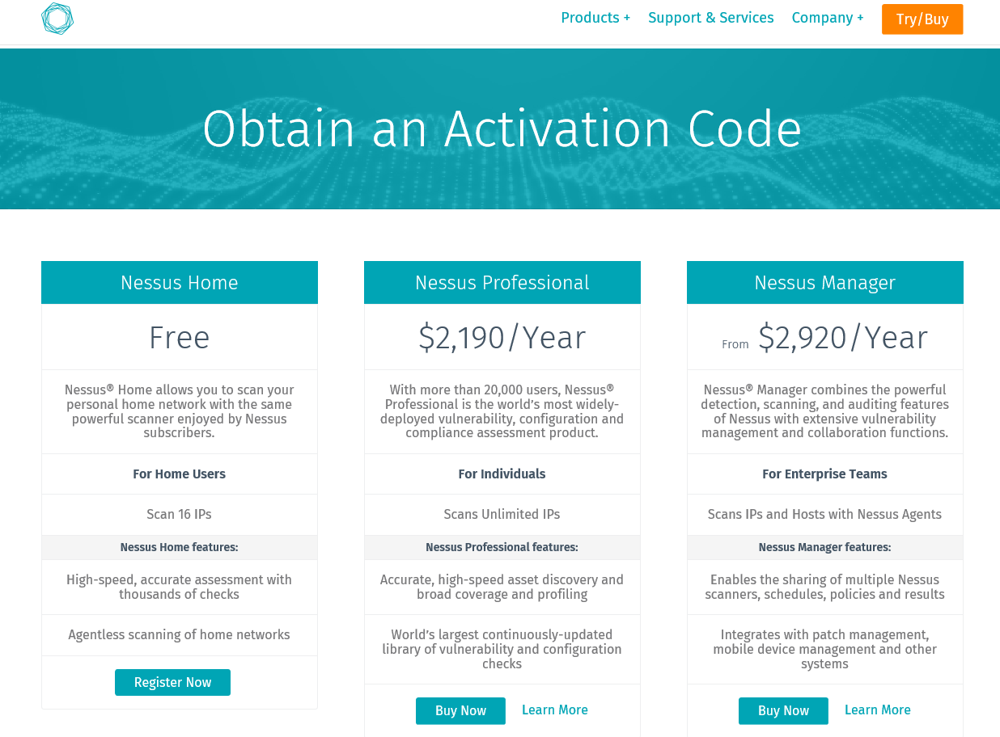 Products +
Support & Services
Company +
Try/Buy
Obtain an Activation Code
Nessus Home
Free
Nessus® Home allows you to scan your
personal home network with the same
powerful scanner enjoyed by Nessus
subscribers.
For Home Users
Scan 16 IPs
Nessus Home features:
High-speed, accurate assessment with
thousands of checks
Agentless scanning of home networks
Register Now
Nessus Professional
$2,190/Year
With more than 20,000 users, Nessus®
Professional is the world’s most widely-
deployed vulnerability, configuration and
compliance assessment product.
For Individuals
Scans Unlimited IPs
Nessus Professional features:
Accurate, high-speed asset discovery and
broad coverage and profiling
World’s largest continuously-updated
library of vulnerability and configuration
checks
Buy Now
Learn More
Nessus Manager
From $2,920/Year
Nessus® Manager combines the powerful
detection, scanning, and auditing features
of Nessus with extensive vulnerability
management and collaboration functions.
For Enterprise Teams
Scans IPs and Hosts with Nessus Agents
Nessus Manager features:
Enables the sharing of multiple Nessus
scanners, schedules, policies and results
Integrates with patch management,
mobile device management and other
systems
Buy Now
Learn More